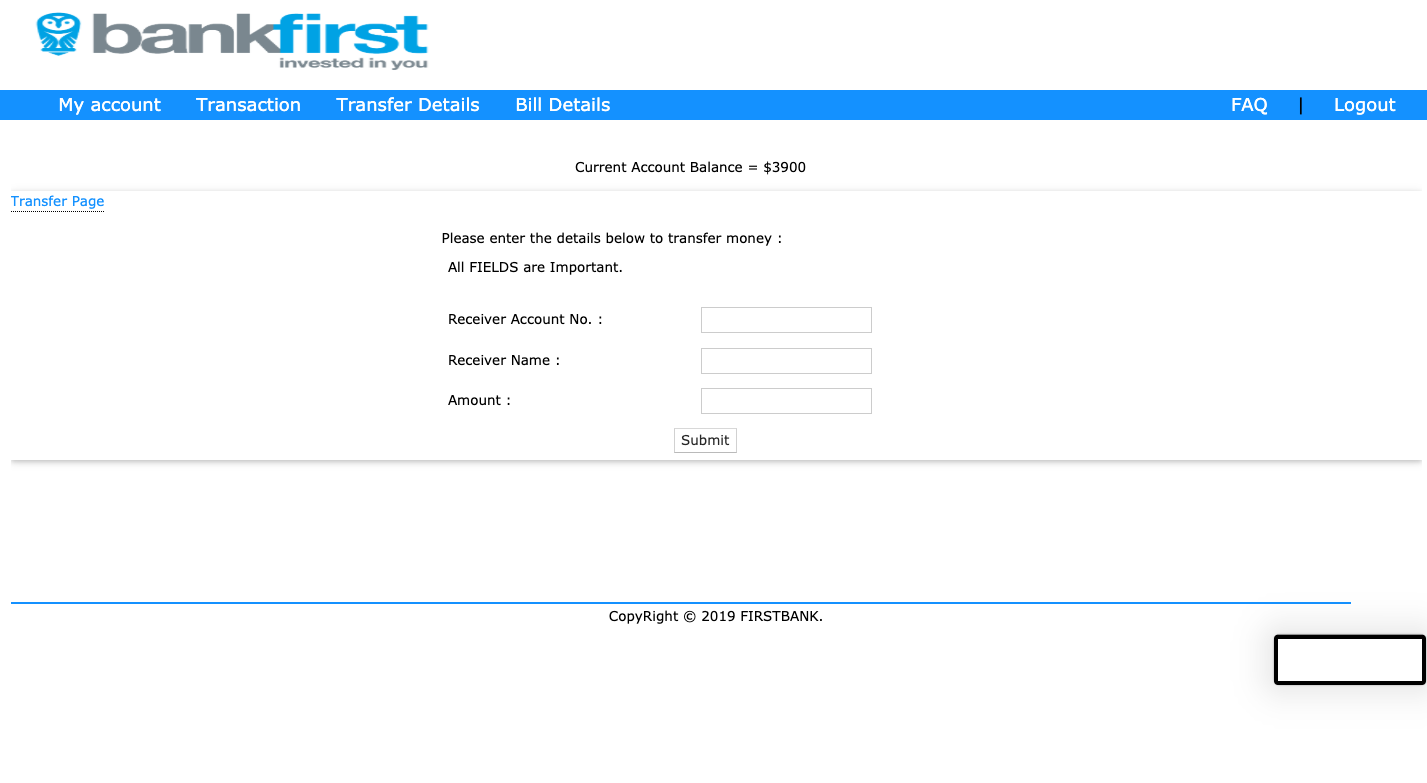 bankfirst
invested in you
My account Transaction Transfer Details Bill Details FAQ | Logout
Current Account Balance = $3900
Transfer Page
Please enter the details below to transfer money :
All FIELDS are Important.
Receiver Account No. :
Receiver Name :
Amount :
Submit
CopyRight © 2019 FIRSTBANK.